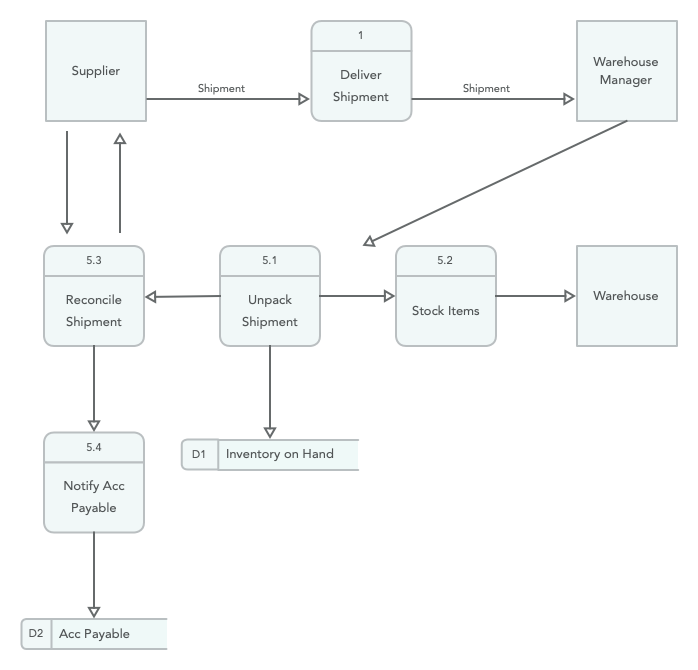 1
Supplier
Deliver
Shipment
Warehouse
Manager
Shipment
Shipment
5.3
5.1
5.2
Reconcile
Shipment
Unpack
Shipment
Stock Items
Warehouse
5.4
D1
Inventory on Hand
Notify Acc
Payable
D2
Acc Payable